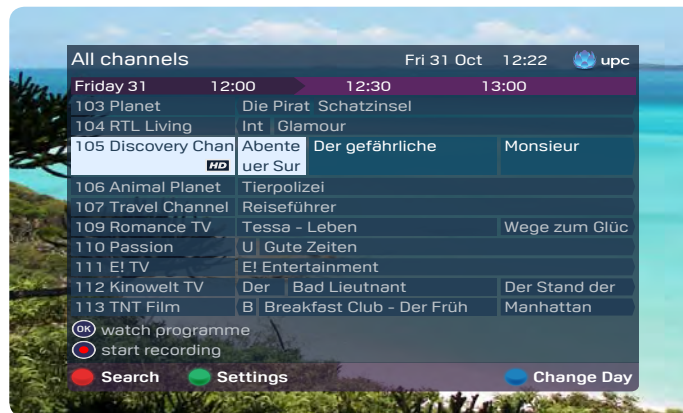 All channels Fri 31 Oct 12:22 upc
Friday 31 12:00 12:30 13:00
103 Planet Die Pirat Schatzinsel
104 RTL Living Int Glamour
105 Discovery Chan Abente Der gefährliche Monsieur
HD uer Sur
106 Animal Planet Tierpolizei
107 Travel Channel Reiseführer
109 Romance TV Tessa - Leben Wege zum Glüc
110 Passion U Gute Zeiten
111 E! TV E! Entertainment
112 Kinowelt TV Der Bad Lieutnant Der Stand der
113 TNT Film B Breakfast Club - Der Früh Manhattan
OK watch programme
start recording
Search Settings Change Day